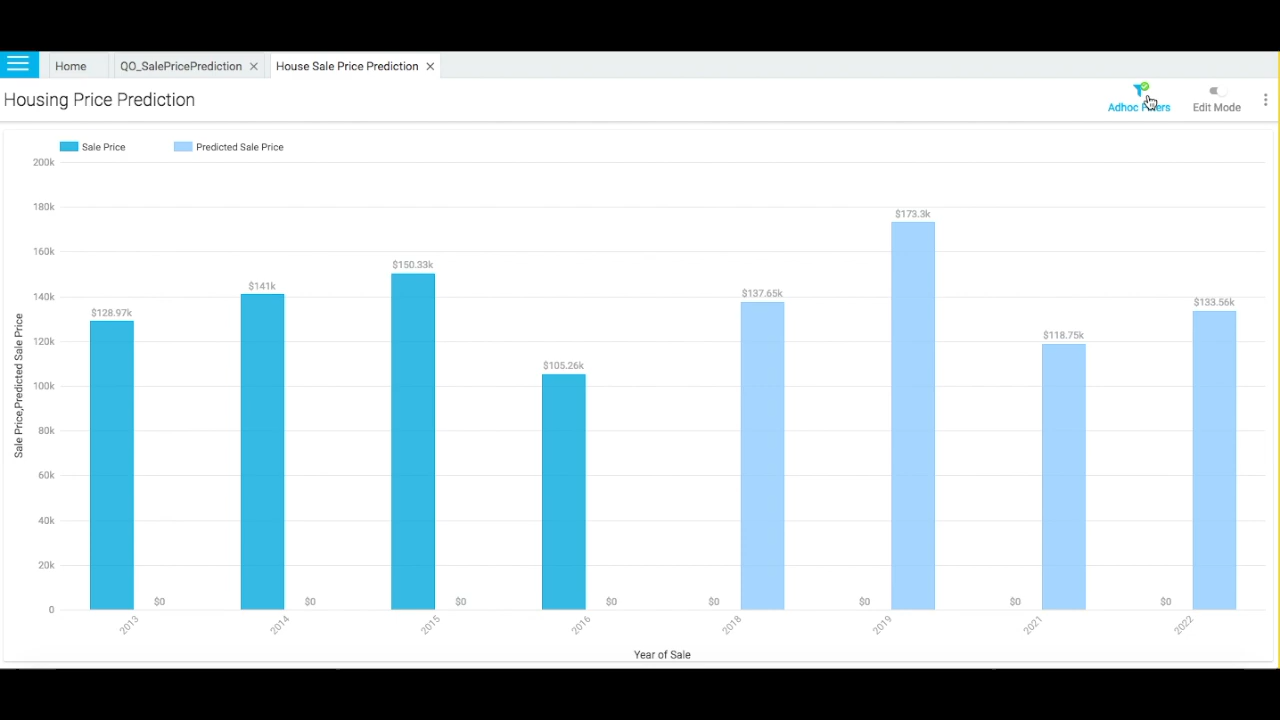 Home
QO_SalePricePrediction
House Sale Price Prediction
Housing Price Prediction
Adhoc Filters
Edit Mode
Sale Price
Predicted Sale Price
200k
180k
160k
140k
120k
100k
80k
60k
40k
20k
0
Sale Price,Predicted Sale Price
$128.97k
$0
$141k
$0
$150.33k
$0
$105.26k
$0
$0
$137.65k
$0
$173.3k
$0
$118.75k
$0
$133.56k
2013
2014
2015
2016
2018
2019
2021
2022
Year of Sale